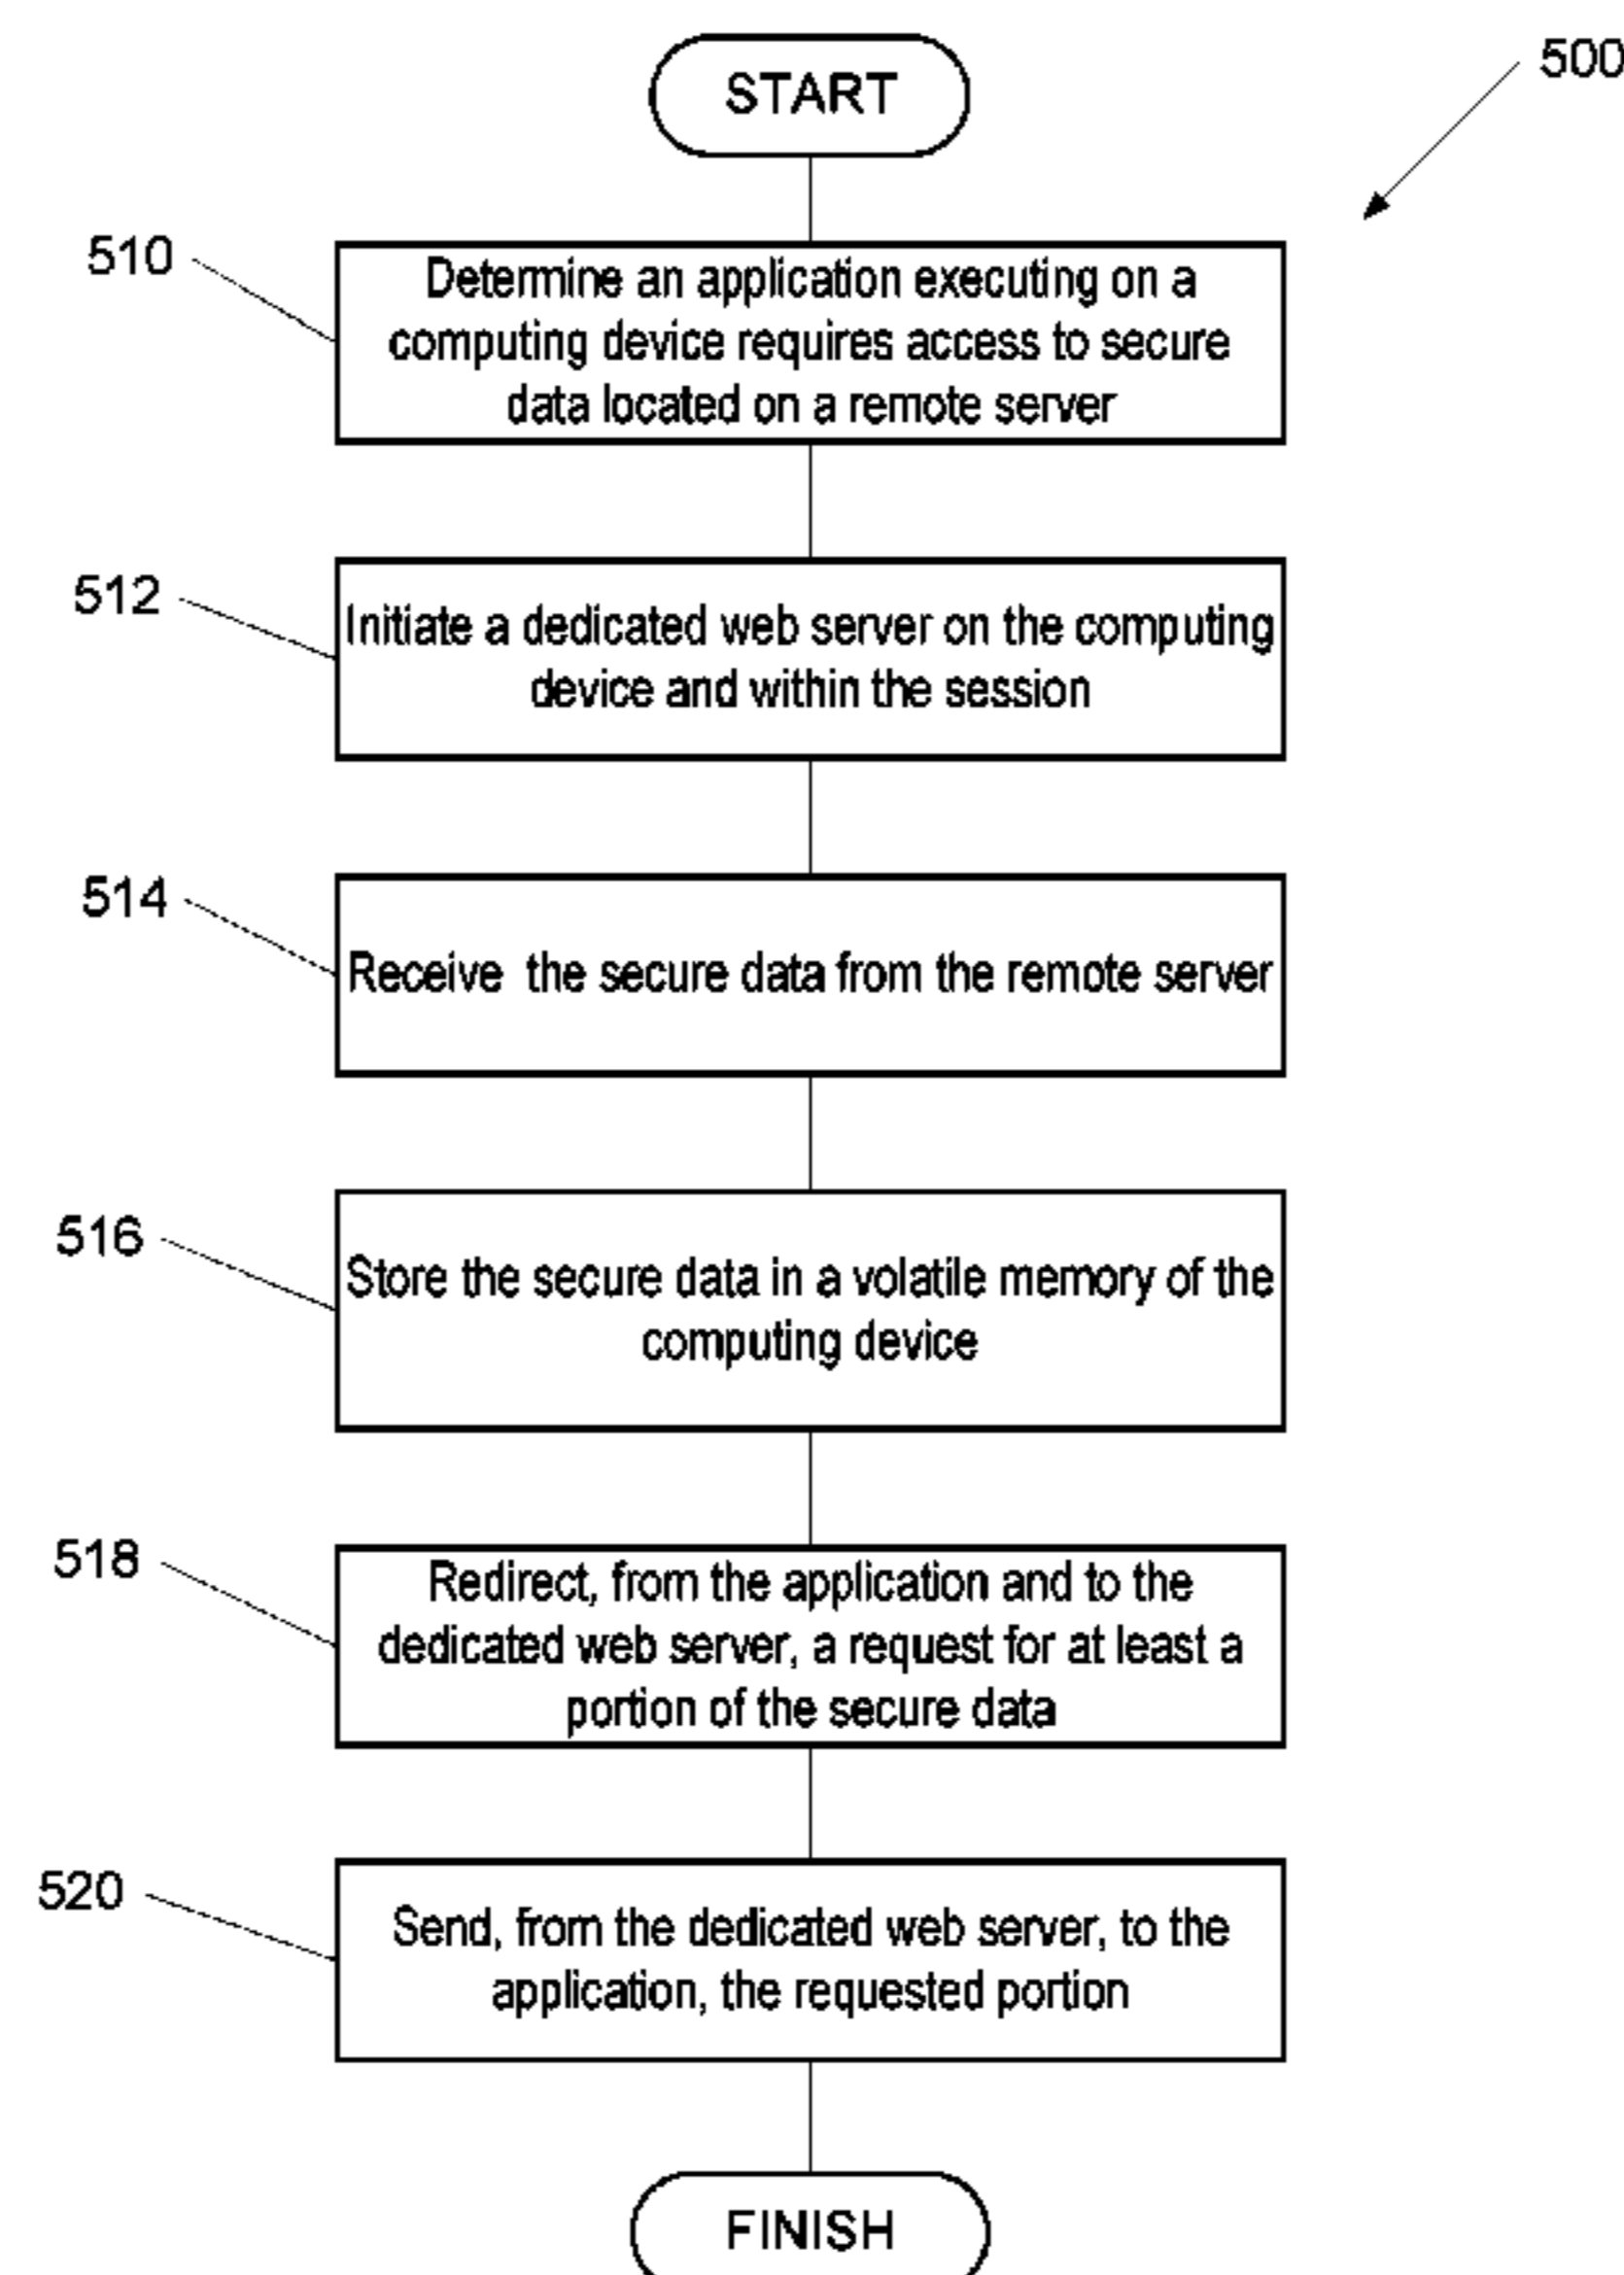 START
500
510
Determine an application executing on a
computing device requires access to secure
data located on a remote server
512
Initiate a dedicated web server on the computing
device and within the session
514
Receive the secure data from the remote server
516
Store the secure data in a volatile memory of the
computing device
518
Redirect, from the application and to the
dedicated web server, a request for at least a
portion of the secure data
520
Send, from the dedicated web server, to the
application, the requested portion
FINISH